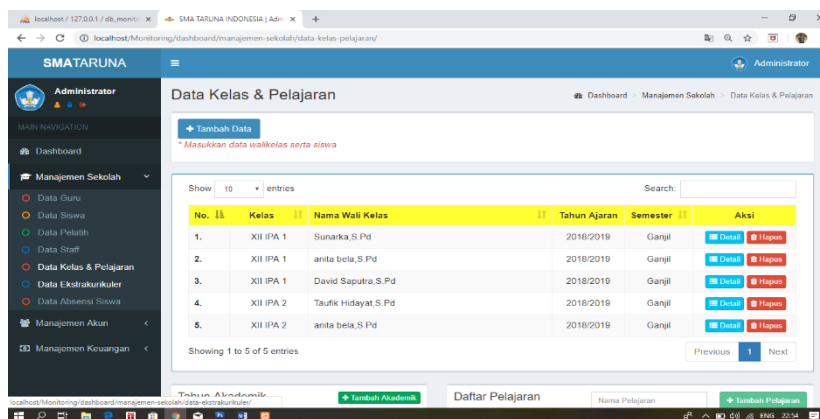 localhost / 127.0.0.1 / db_monito
SMA TARUNA INDONESIA | Adm
localhost/Monitoring/dashboard/manajemen-sekolah/data-kelas-pelajaran/
SMATARUNA
Administrator
Administrator
MAIN NAVIGATION
Dashboard
Manajemen Sekolah
Data Guru
Data Siswa
Data Pelatih
Data Staff
Data Kelas & Pelajaran
Data Ekstrakurikuler
Data Absensi Siswa
Manajemen Akun
Manajemen Keuangan
Data Kelas & Pelajaran
Dashboard > Manajemen Sekolah > Data Kelas & Pelajaran
+ Tambah Data
* Masukkan data walikelas serta siswa
Show 10 entries Search:
No. Kelas Nama Wali Kelas Tahun Ajaran Semester Aksi
1. XII IPA 1 Sunarka,S.Pd 2018/2019 Ganjil Detail Hapus
2. XII IPA 1 anita bela,S.Pd 2018/2019 Ganjil Detail Hapus
3. XII IPA 1 David Saputra,S.Pd 2018/2019 Ganjil Detail Hapus
4. XII IPA 2 Taufik Hidayat,S.Pd 2018/2019 Ganjil Detail Hapus
5. XII IPA 2 anita bela,S.Pd 2018/2019 Ganjil Detail Hapus
Showing 1 to 5 of 5 entries
Previous 1 Next
Tahun Akademik + Tambah Akademik
Daftar Pelajaran Nama Pelajaran + Tambah Pelajaran
localhost/Monitoring/dashboard/manajemen-sekolah/data-ekstrakurikuler/
ENG 22:54